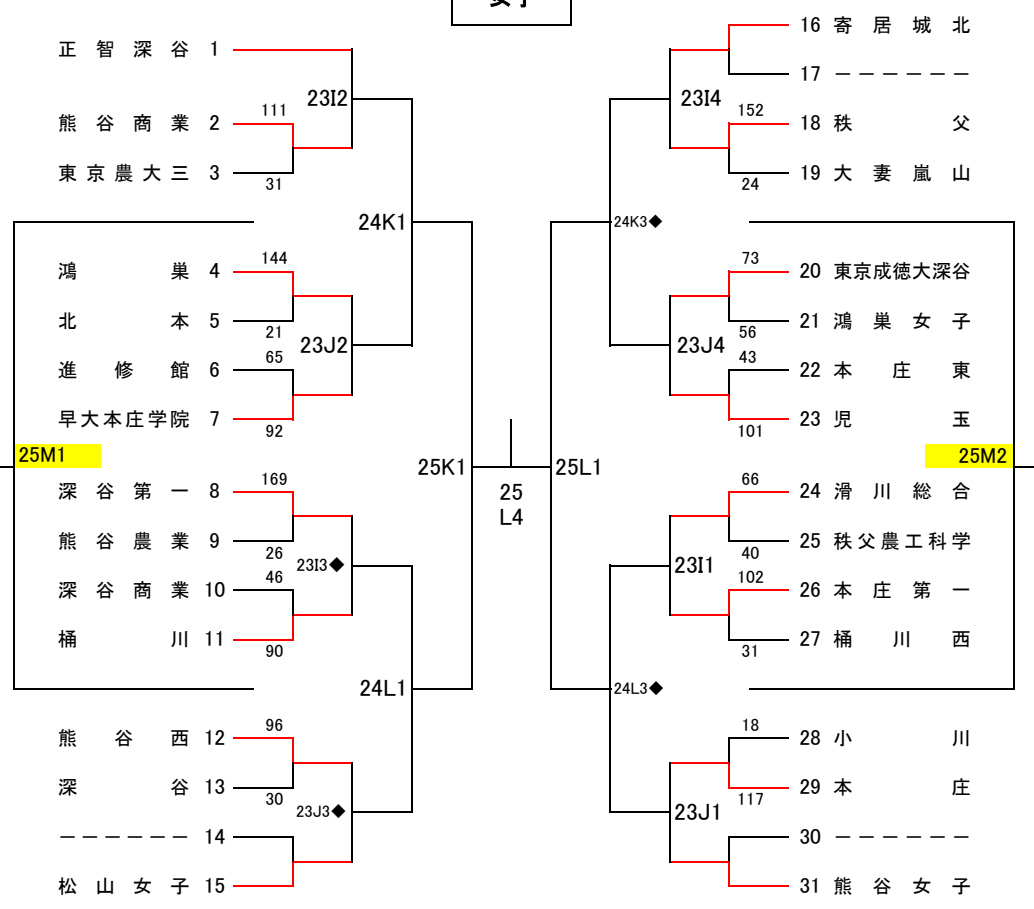 正智深谷 1
23I2
111
熊谷商業 2
東京農大三 3
31
24K1
144
鴻巣 4
北本 5
21
23J2
65
進修館 6
早大本庄学院 7
92
25M1
25K1
169
深谷第一 8
熊谷農業 9
26
23I3◆
46
深谷商業 10
桶川 11
90
24L1
96
熊谷西 12
深谷 13
30
23J3◆
－－－－－－ 14
松山女子 15
25
L4
16 寄居城北
17 －－－－－－
23I4
152
18 秩父
19 大妻嵐山
24
24K3◆
73
20 東京成徳大深谷
21 鴻巣女子
56
23J4
43
22 本庄東
23 児玉
101
25M2
25L1
66
24 滑川総合
25 秩父農工科学
40
23I1
102
26 本庄第一
27 桶川西
31
24L3◆
18
28 小川
29 本庄
117
23J1
30 －－－－－－
31 熊谷女子